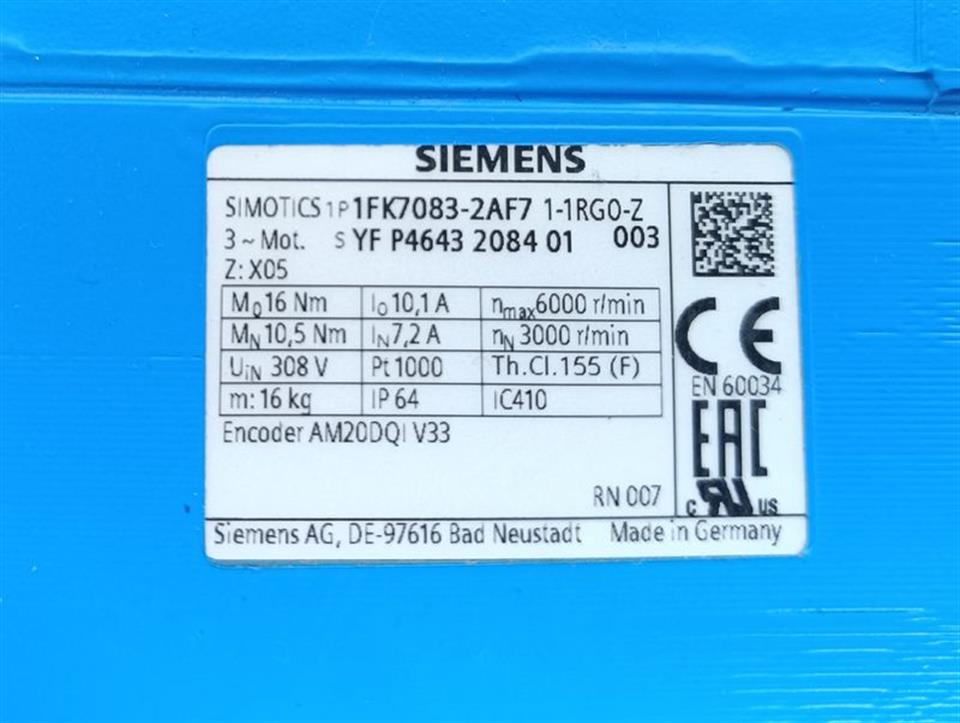 SIEMENS
SIMOTICS 1P 1FK7083-2AF7 1-1RG0-Z
3 ~ Mot. S YF P4643 2084 01 003
Z: X05
M0 16 Nm I0 10,1 A nmax 6000 r/min
MN 10,5 Nm IN 7,2 A nN 3000 r/min
UiN 308 V Pt1000 Th.Cl.155 (F)
m: 16 kg IP 64 IC410
CE
EN 60034
Encoder AM20DQI V33
EAC
RN 007
c RU us
Siemens AG, DE-97616 Bad Neustadt Made in Germany